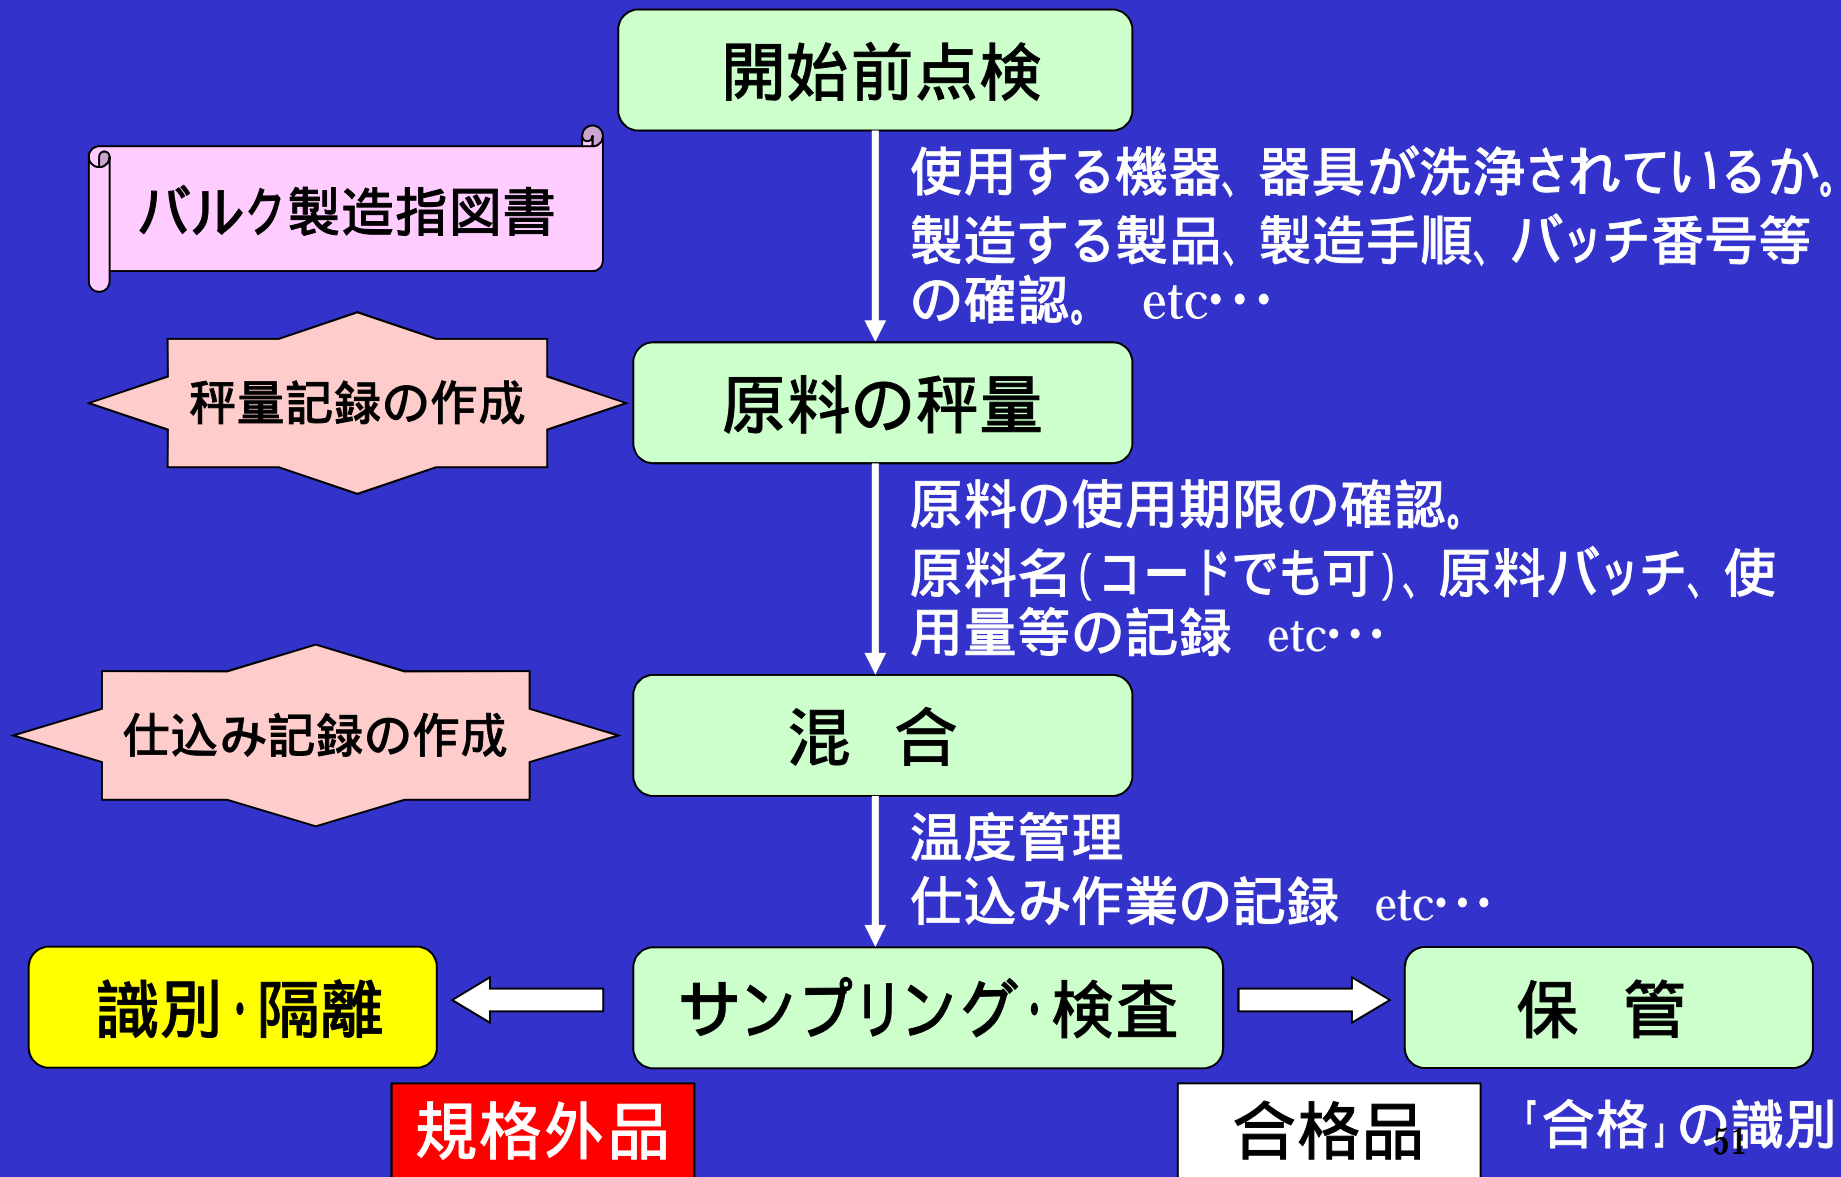 開始前点検
バルク製造指図書
使用する機器、器具が洗浄されているか。
製造する製品、製造手順、バッチ番号等
の確認。 etc･･･
秤量記録の作成
原料の秤量
原料の使用期限の確認。
原料名(コードでも可)、原料バッチ、使
用量等の記録 etc･･･
仕込み記録の作成
混 合
温度管理
仕込み作業の記録 etc･･･
識別･隔離
サンプリング･検査
保 管
規格外品
合格品
「合格」の識別
51